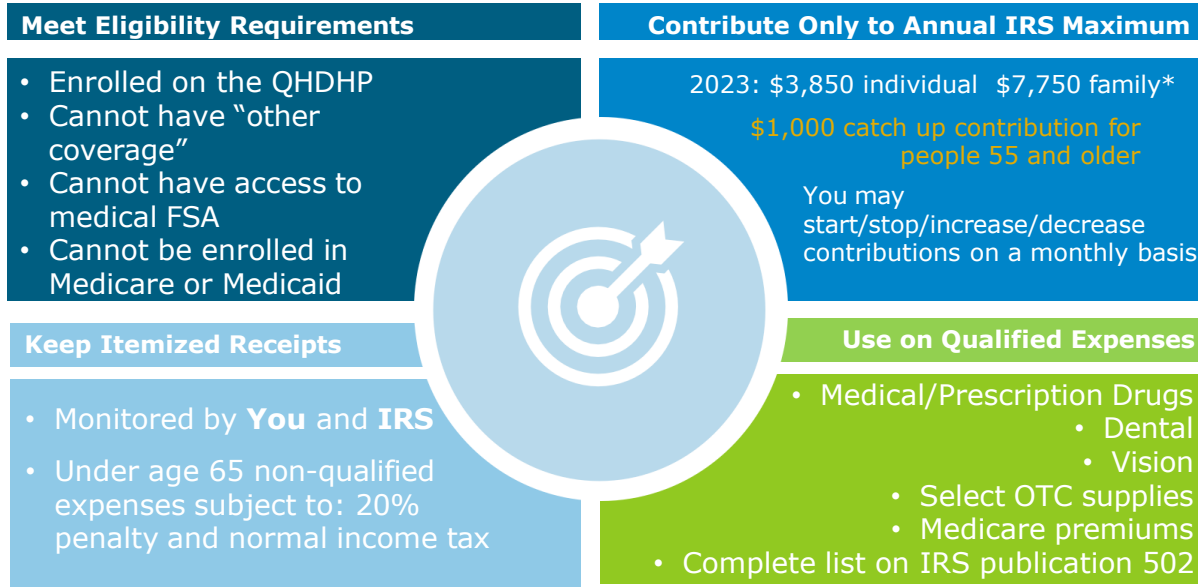 Meet Eligibility Requirements
• Enrolled on the QHDHP
• Cannot have “other
coverage”
• Cannot have access to
medical FSA
• Cannot be enrolled in
Medicare or Medicaid
Contribute Only to Annual IRS Maximum
2023: $3,850 individual $7,750 family*
$1,000 catch up contribution for
people 55 and older
You may
start/stop/increase/decrease
contributions on a monthly basis
Keep Itemized Receipts
• Monitored by You and IRS
• Under age 65 non-qualified
expenses subject to: 20%
penalty and normal income tax
Use on Qualified Expenses
• Medical/Prescription Drugs
• Dental
• Vision
• Select OTC supplies
• Medicare premiums
• Complete list on IRS publication 502